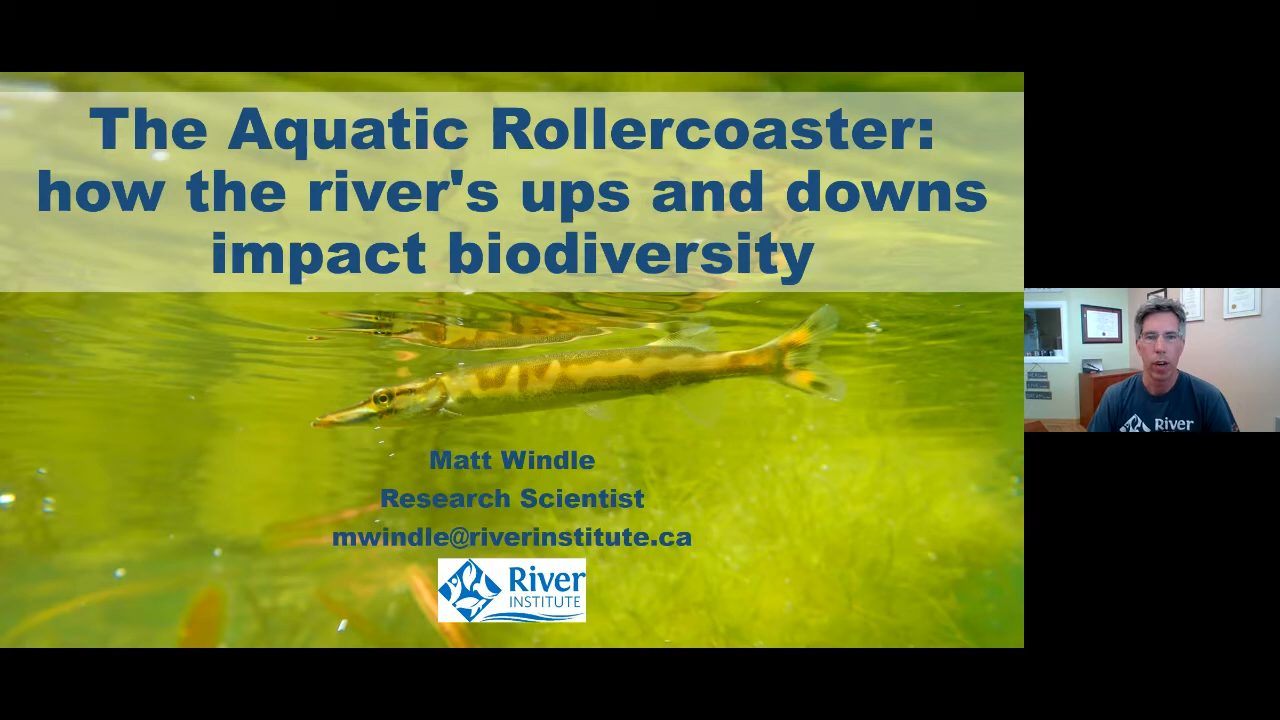 The Aquatic Rollercoaster:
how the river's ups and downs
impact biodiversity
Matt Windle
Research Scientist
mwindle@riverinstitute.ca
River
INSTITUTE
River